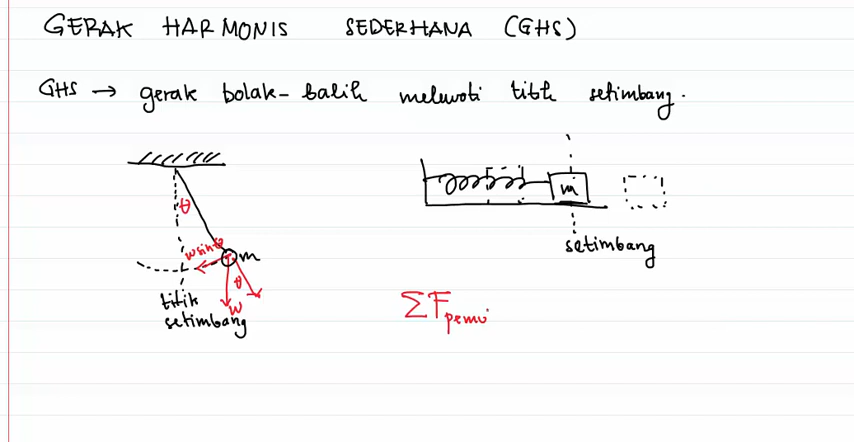 GERAK HARMONIS SEDERHANA (GHS)
GHS → gerak bolak-balik melewati titik setimbang.
θ
m
w sin θ
m
θ
w
setimbang
titik
setimbang
ΣF pemu